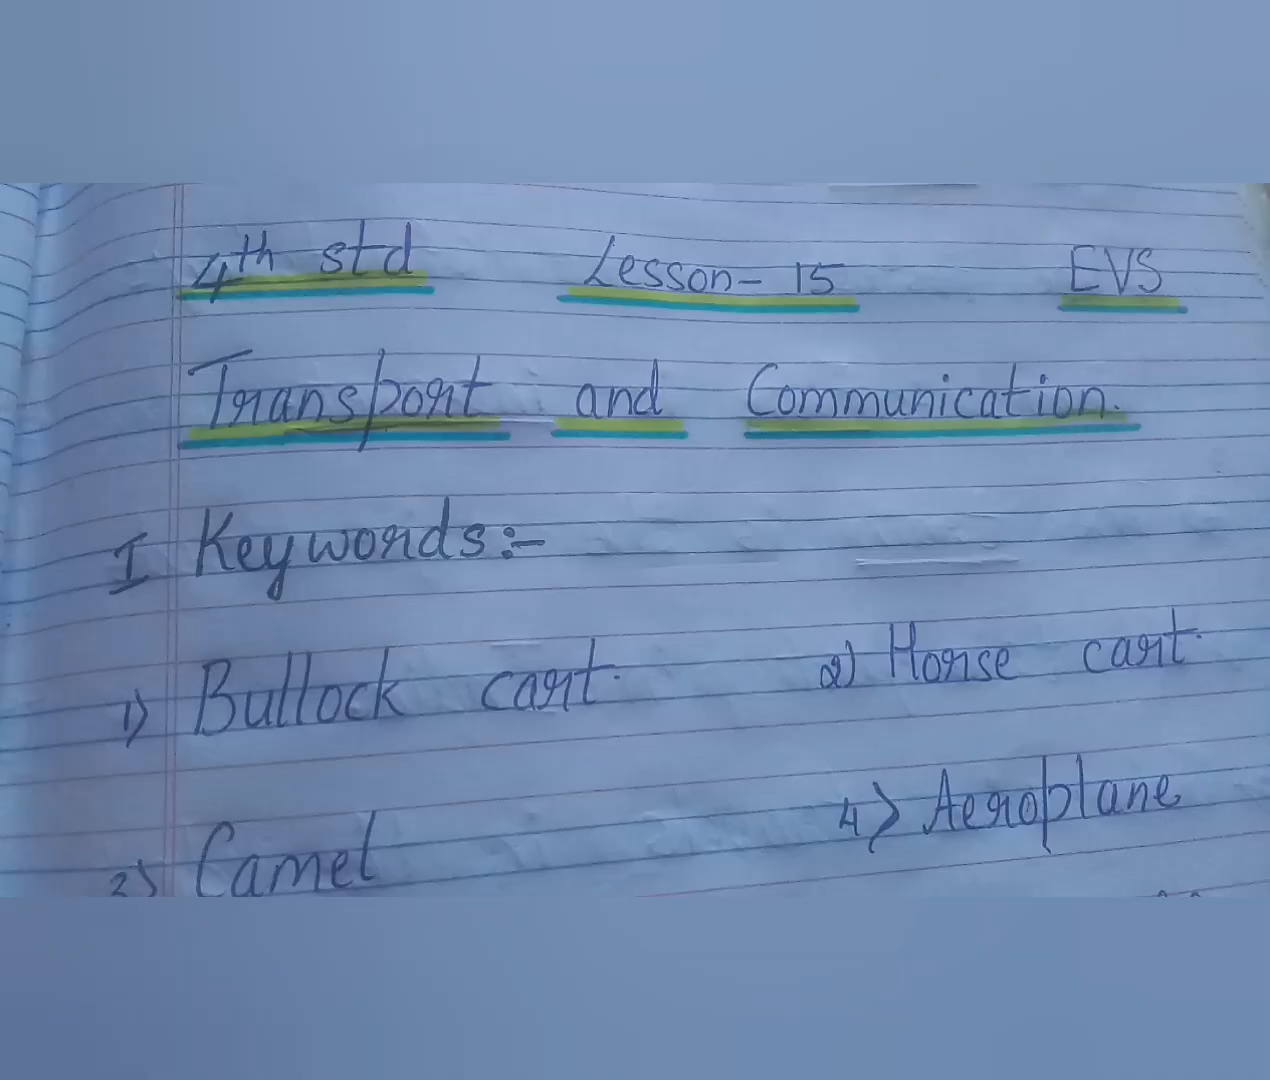 4th std Lesson- 15 EVS
Transport and Communication.
I Keywords:-
1) Bullock cart. 2) Horse cart.
3) Camel 4) Aeroplane